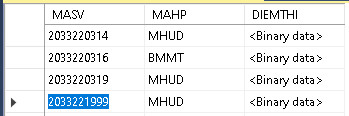 MASV MAHP DIEMTHI
2033220314 MHUD <Binary data>
2033220316 BMMT <Binary data>
2033220319 MHUD <Binary data>
2033221999 MHUD <Binary data>